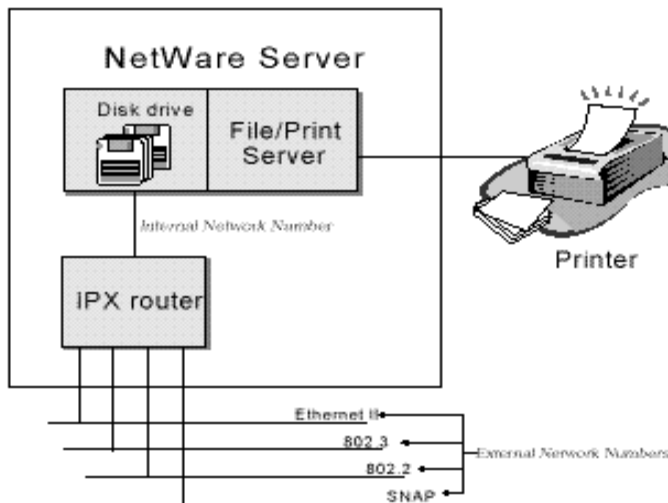 NetWare Server
Disk drive
File/Print
Server
Internal Network Number
Printer
iPX router
Ethernet II
802.3
External Network Numbers
802.2
SNAP